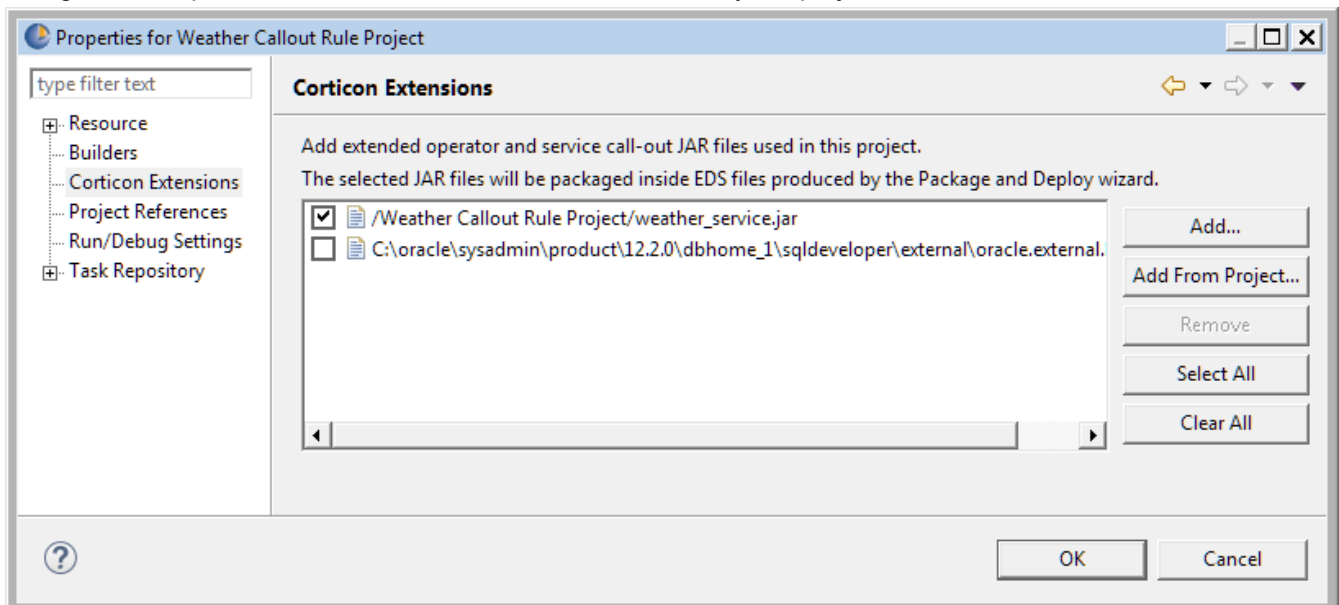 Properties for Weather Callout Rule Project
type filter text
Corticon Extensions
Resource
Builders
Corticon Extensions
Project References
Run/Debug Settings
Task Repository
Add extended operator and service call-out JAR files used in this project.
The selected JAR files will be packaged inside EDS files produced by the Package and Deploy wizard.
/Weather Callout Rule Project/weather_service.jar
C:\oracle\sysadmin\product\12.2.0\dbhome_1\sqldeveloper\external\oracle.external.
Add...
Add From Project...
Remove
Select All
Clear All
?
OK
Cancel